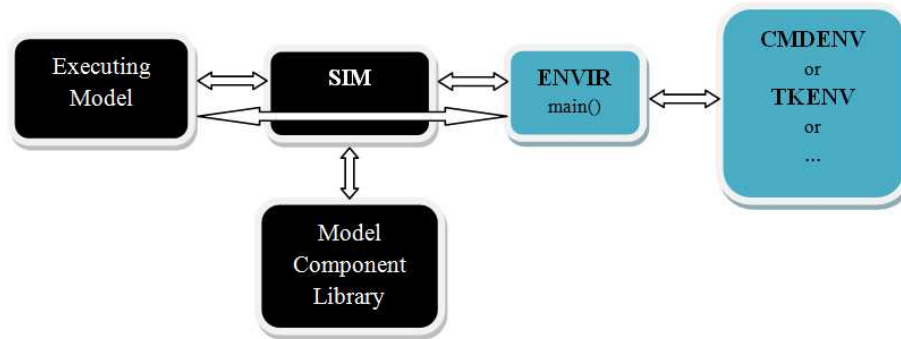 Executing
Model
SIM
ENVIR
main()
CMDENV
or
TKENV
or
...
Model
Component
Library